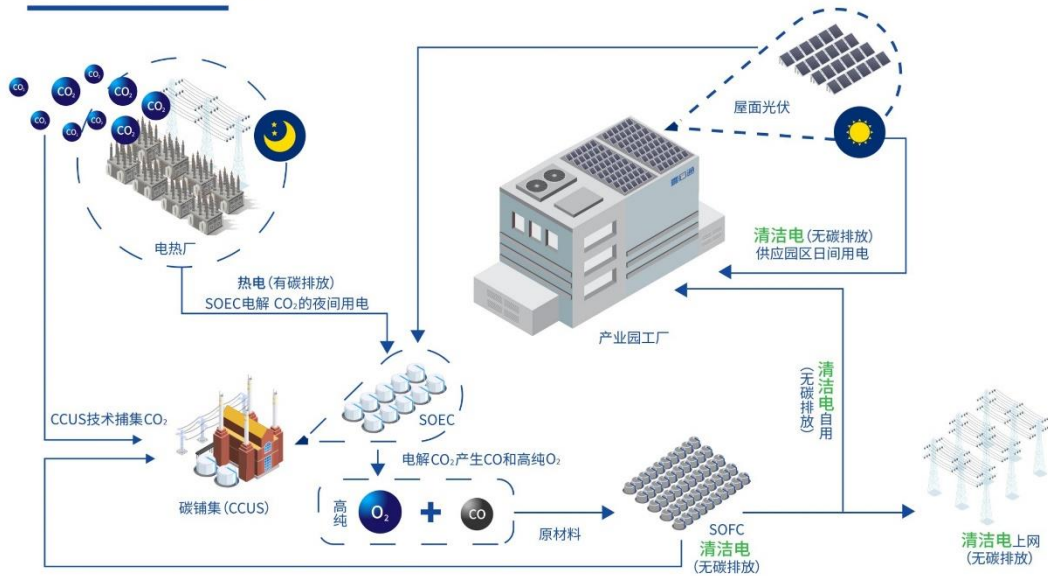 CO₂
CO₂
CO₂
CO₂
CO₂
CO₂
CO₂
CO₂
CO₂
屋面光伏
电热厂
清洁电(无碳排放)
供应园区日间用电
热电(有碳排放)
SOEC电解 CO₂的夜间用电
产业园工厂
清洁电自用
(无碳排放)
SOEC
CCUS技术捕集CO₂
电解CO₂产生CO和高纯O₂
碳铺集(CCUS)
高纯
O₂
+
CO
原材料
SOFC
清洁电
(无碳排放)
清洁电上网
(无碳排放)